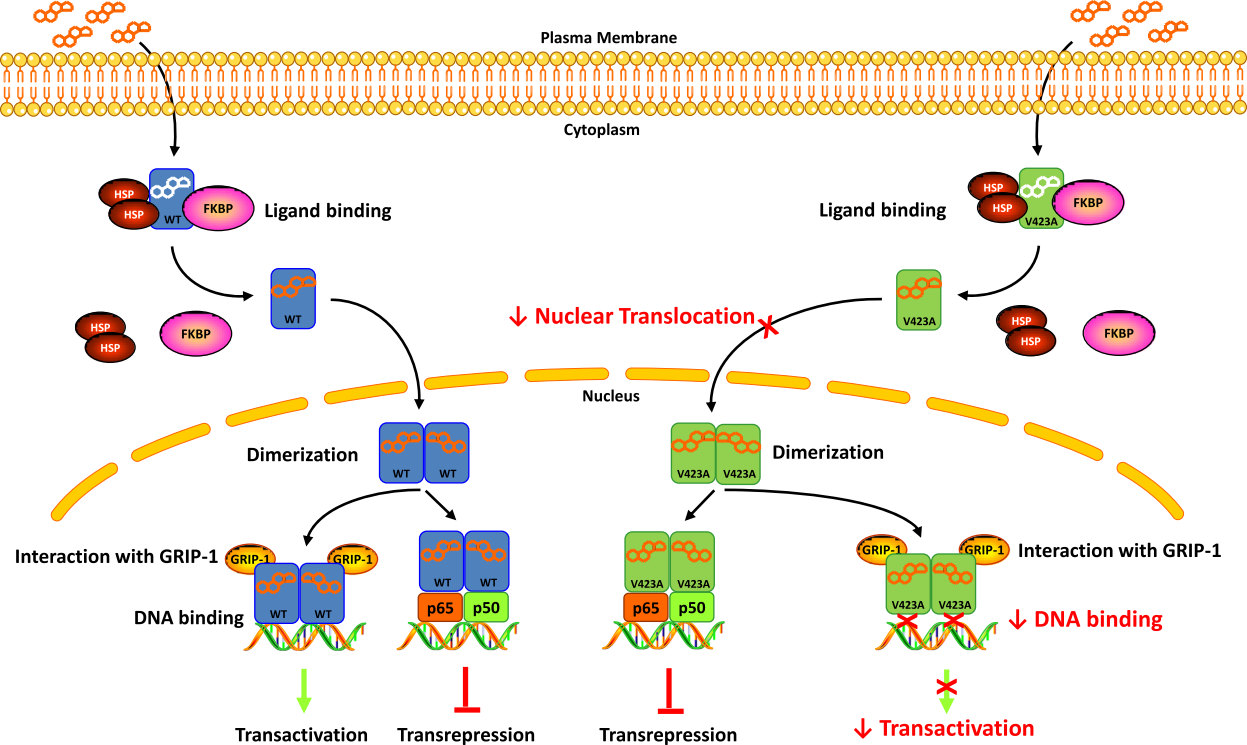 Plasma Membrane
Cytoplasm
HSP
HSP
WT
FKBP
Ligand binding
Ligand binding
HSP
HSP
V423A
FKBP
WT
HSP
HSP
FKBP
↓ Nuclear Translocation
V423A
HSP
HSP
FKBP
Nucleus
Dimerization
WT WT
V423A V423A
Dimerization
Interaction with GRIP-1
GRIP-1
GRIP-1
WT WT
DNA binding
WT WT
p65 p50
V423A V423A
p65 p50
GRIP-1
GRIP-1
Interaction with GRIP-1
V423A V423A
↓ DNA binding
Transactivation
Transrepression
Transrepression
↓ Transactivation